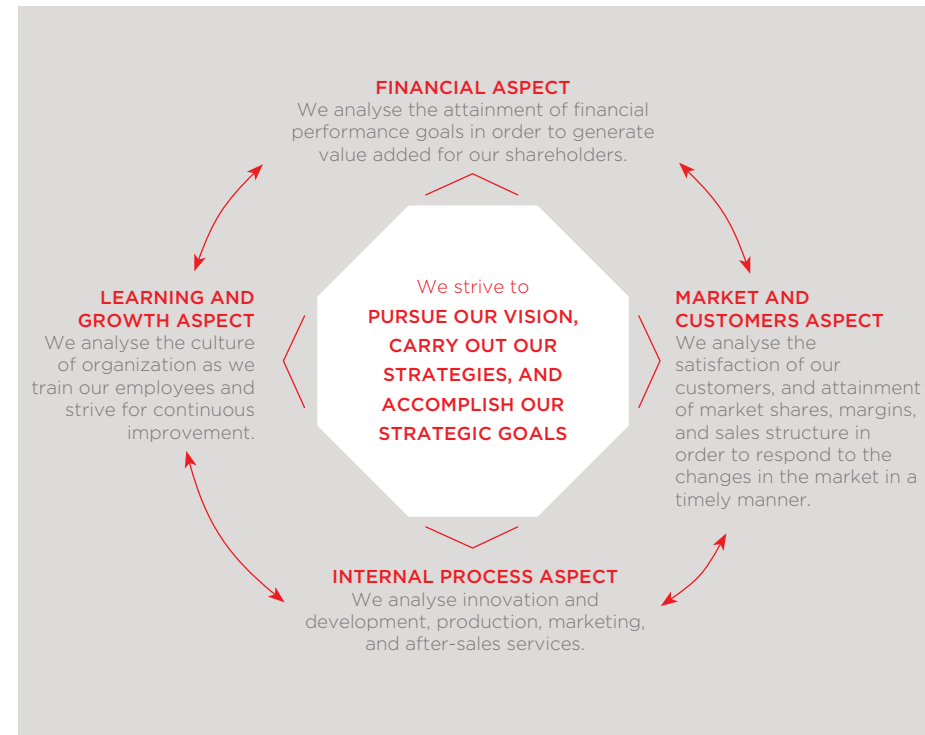 FINANCIAL ASPECT
We analyse the attainment of financial
performance goals in order to generate
value added for our shareholders.
LEARNING AND
GROWTH ASPECT
We analyse the culture
of organization as we
train our employees and
strive for continuous
improvement.
We strive to
PURSUE OUR VISION,
CARRY OUT OUR
STRATEGIES, AND
ACCOMPLISH OUR
STRATEGIC GOALS
MARKET AND
CUSTOMERS ASPECT
We analyse the
satisfaction of our
customers, and attainment
of market shares, margins,
and sales structure in
order to respond to the
changes in the market in a
timely manner.
INTERNAL PROCESS ASPECT
We analyse innovation and
development, production, marketing,
and after-sales services.